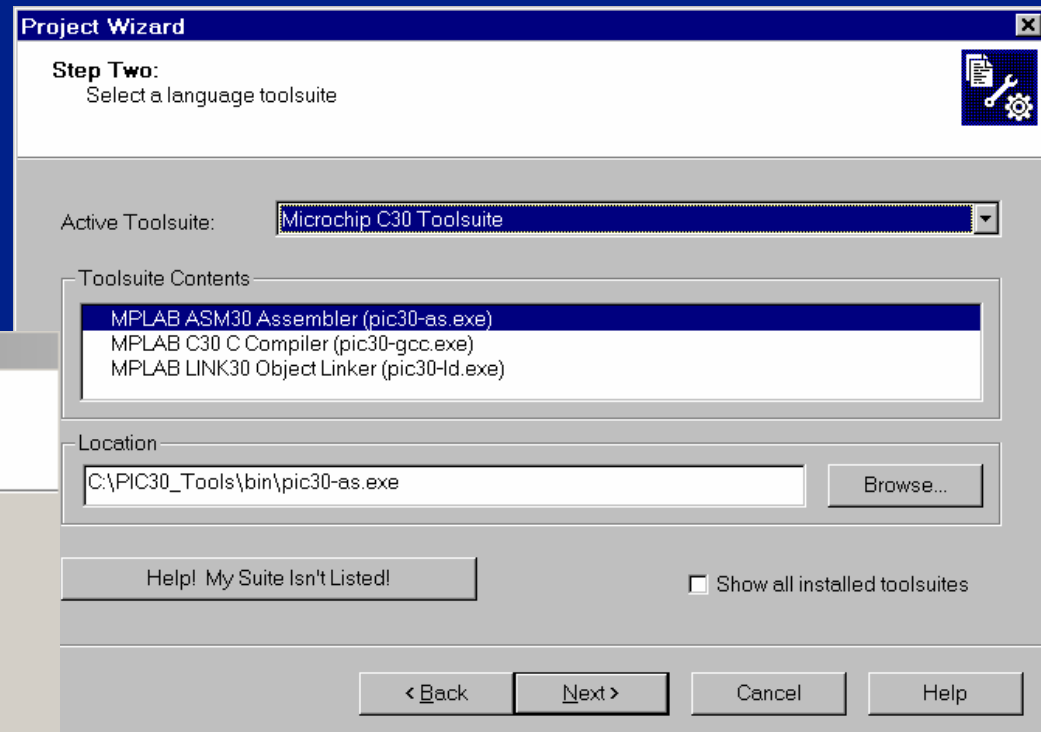 Project Wizard
Step Two:
Select a language toolsuite
Active Toolsuite:
Microchip C30 Toolsuite
Toolsuite Contents
MPLAB ASM30 Assembler (pic30-as.exe)
MPLAB C30 C Compiler (pic30-gcc.exe)
MPLAB LINK30 Object Linker (pic30-ld.exe)
Location
C:\PIC30_Tools\bin\pic30-as.exe
Browse...
Help! My Suite Isn't Listed!
Show all installed toolsuites
< Back
Next >
Cancel
Help